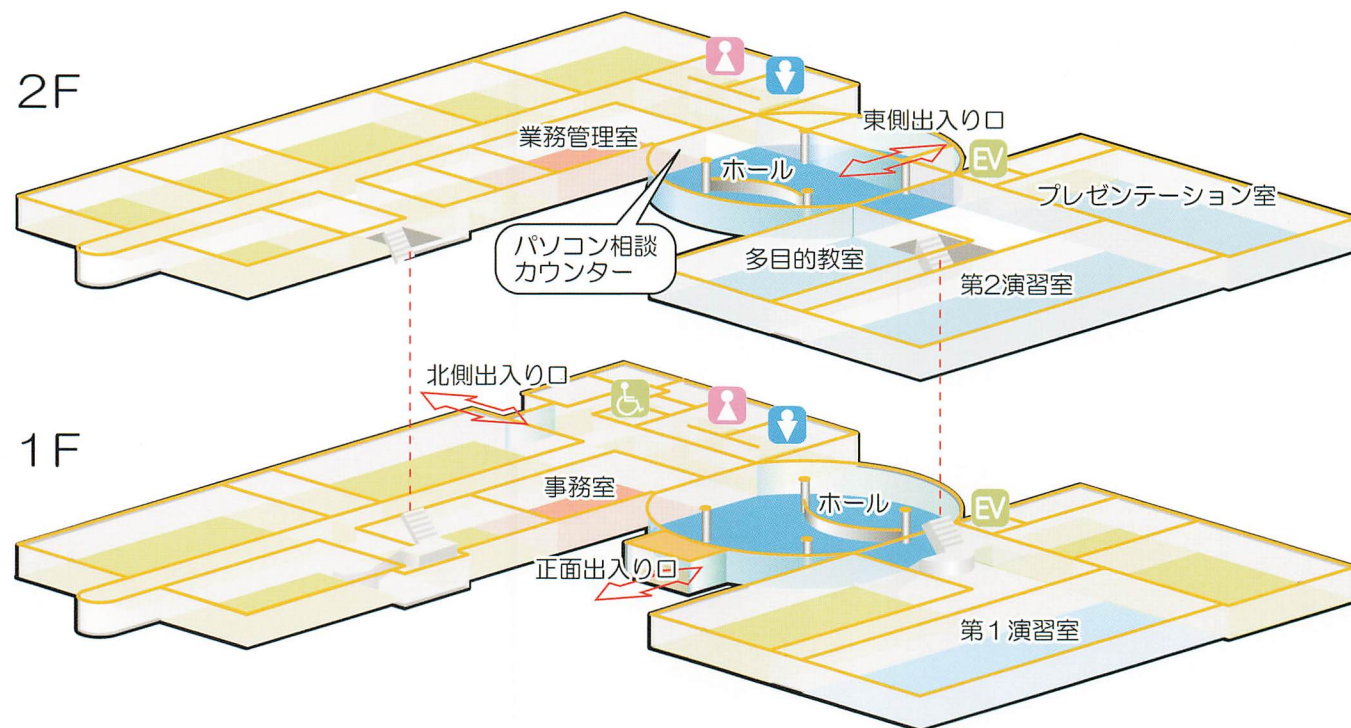 2F
業務管理室
ホール
東側出入り口
EV
プレゼンテーション室
パソコン相談
カウンター
多目的教室
第2演習室
北側出入り口
1F
事務室
ホール
EV
正面出入り口
第1演習室